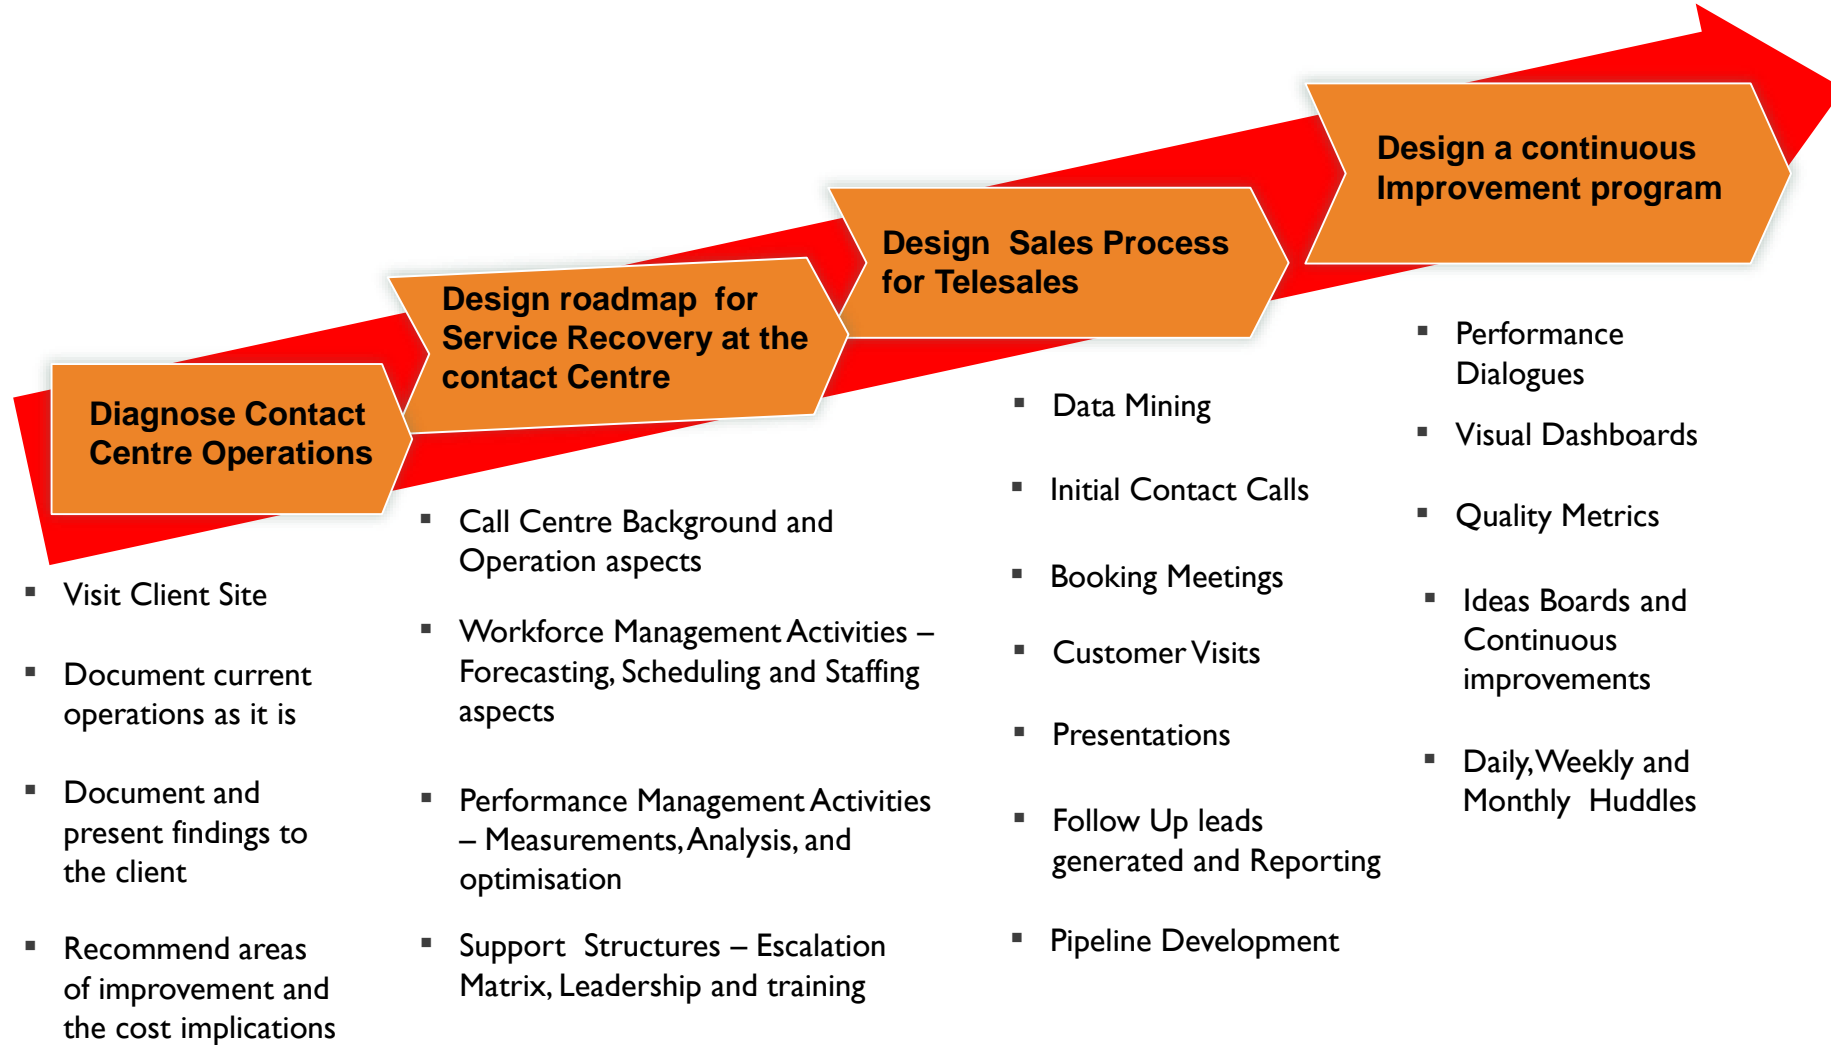 Diagnose Contact
Centre Operations
▪ Visit Client Site
▪ Document current
operations as it is
▪ Document and
present findings to
the client
▪ Recommend areas
of improvement and
the cost implications
Design roadmap for
Service Recovery at the
contact Centre
▪ Call Centre Background and
Operation aspects
▪ Workforce Management Activities –
Forecasting, Scheduling and Staffing
aspects
▪ Performance Management Activities
– Measurements, Analysis, and
optimisation
▪ Support Structures – Escalation
Matrix, Leadership and training
Design Sales Process
for Telesales
▪ Data Mining
▪ Initial Contact Calls
▪ Booking Meetings
▪ Customer Visits
▪ Presentations
▪ Follow Up leads
generated and Reporting
▪ Pipeline Development
Design a continuous
Improvement program
▪ Performance
Dialogues
▪ Visual Dashboards
▪ Quality Metrics
▪ Ideas Boards and
Continuous
improvements
▪ Daily, Weekly and
Monthly Huddles